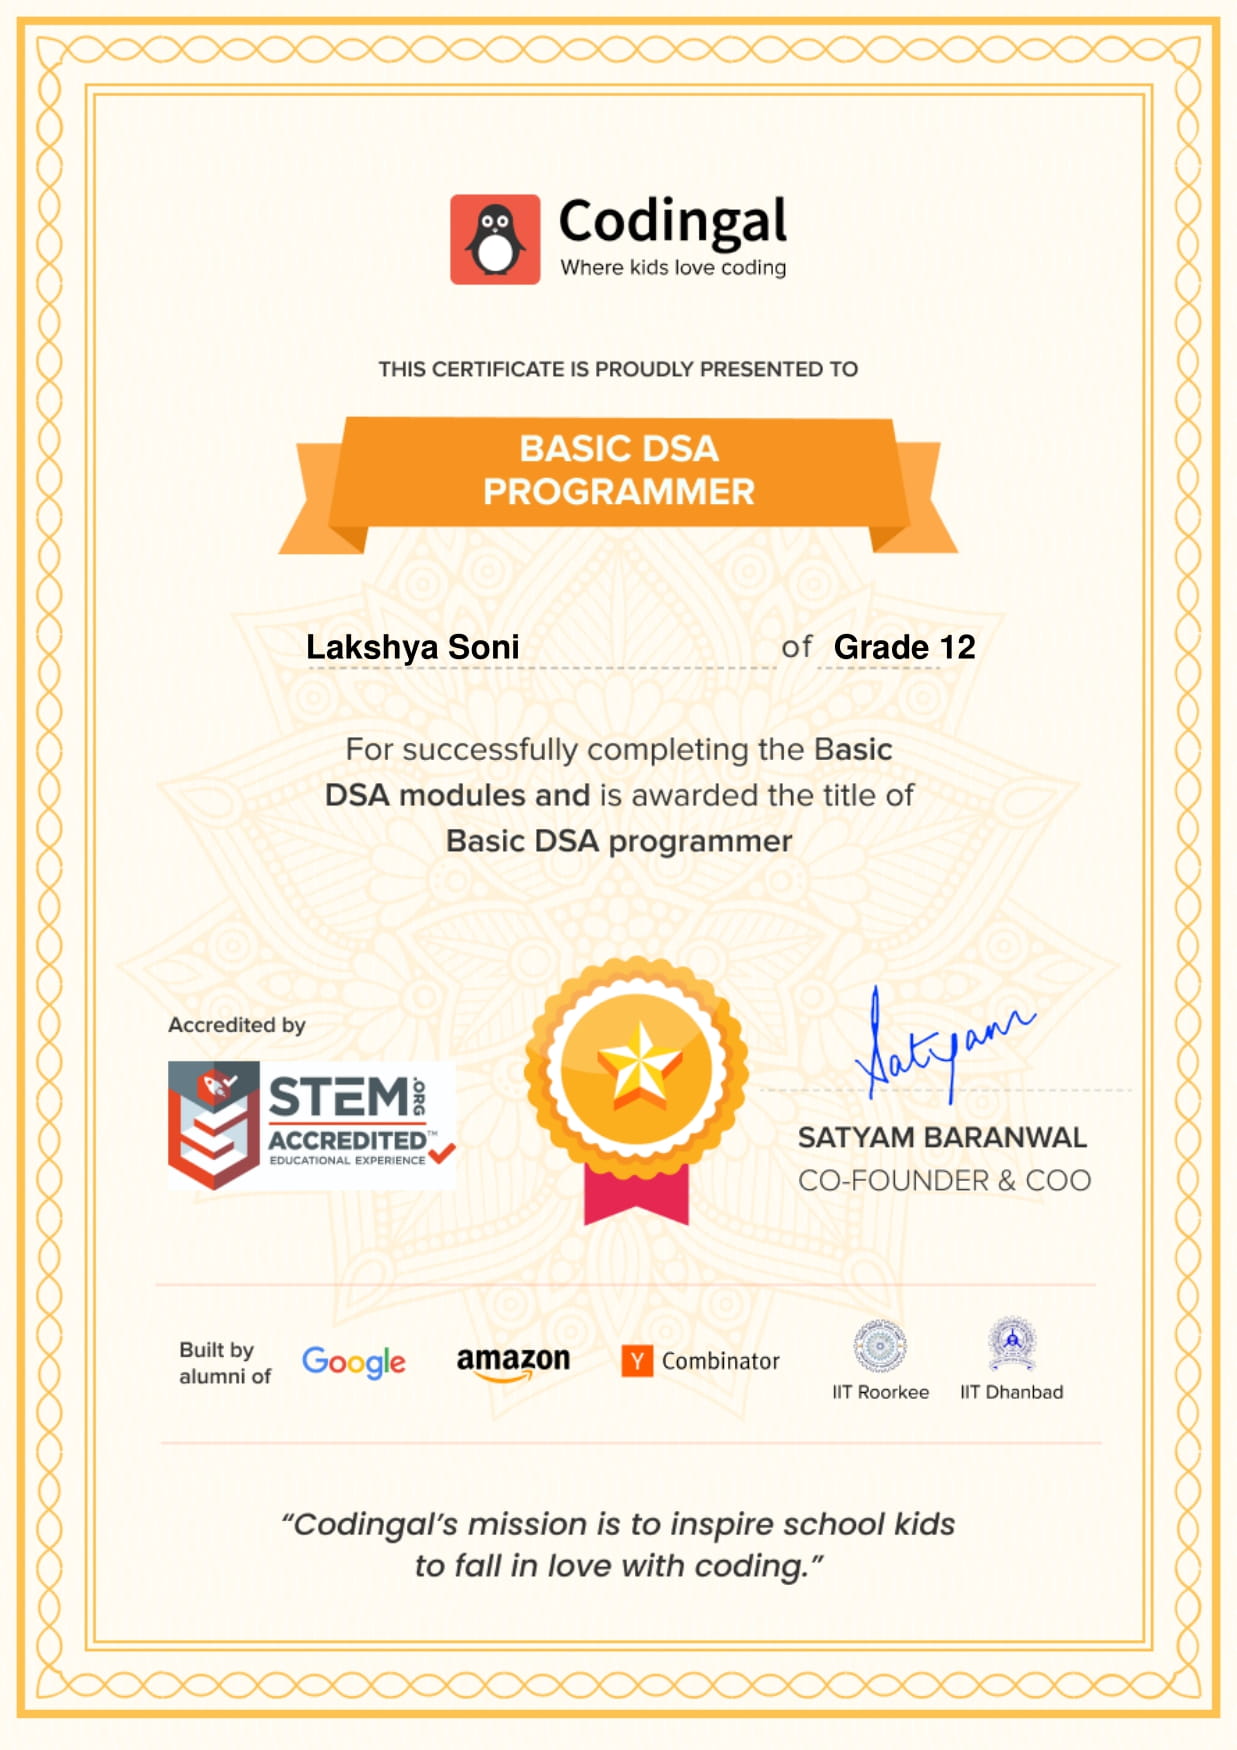 Codingal
Where kids love coding
THIS CERTIFICATE IS PROUDLY PRESENTED TO
BASIC DSA
PROGRAMMER
Lakshya Soni of Grade 12
For successfully completing the Basic
DSA modules and is awarded the title of
Basic DSA programmer
Accredited by
STEM.ORG
ACCREDITED™
EDUCATIONAL EXPERIENCE
Satyam
SATYAM BARANWAL
CO-FOUNDER & COO
Built by
alumni of
Google
amazon
Y Combinator
IIT Roorkee
IIT Dhanbad
“Codingal’s mission is to inspire school kids
to fall in love with coding.”